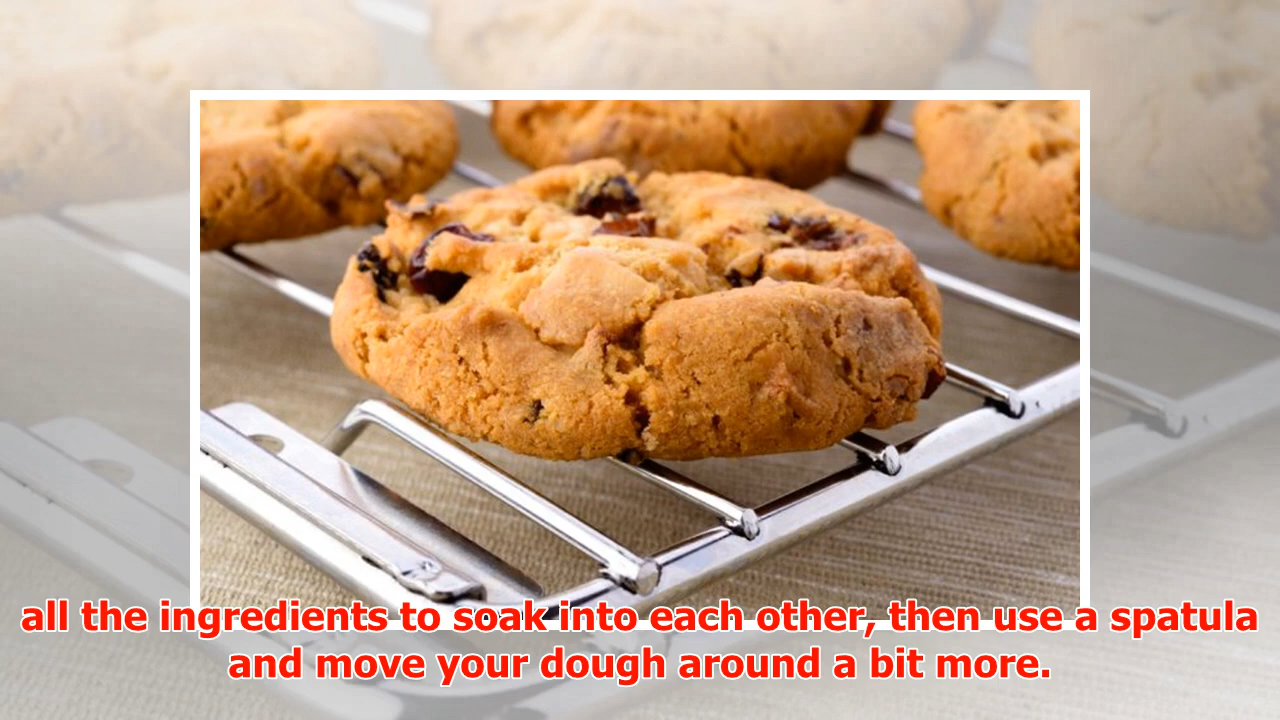 all the ingredients to soak into each other, then use a spatula
and move your dough around a bit more.